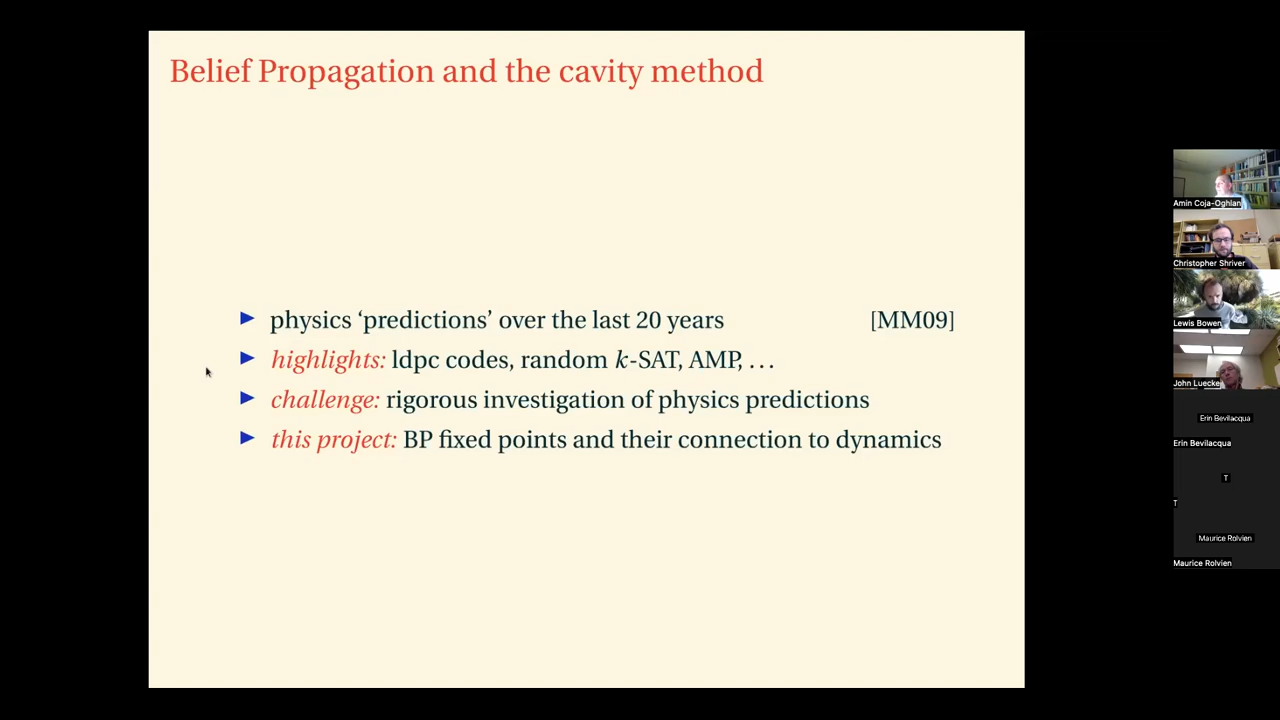 Belief Propagation and the cavity method
► physics ‘predictions’ over the last 20 years [MM09]
► highlights: ldpc codes, random k-SAT, AMP, . . .
► challenge: rigorous investigation of physics predictions
► this project: BP fixed points and their connection to dynamics
Amin Coja-Oghlan
Christopher Shriver
Lewis Bowen
John Luecke
Erin Bevilacqua
Erin Bevilacqua
T
T
Maurice Rolvien
Maurice Rolvien